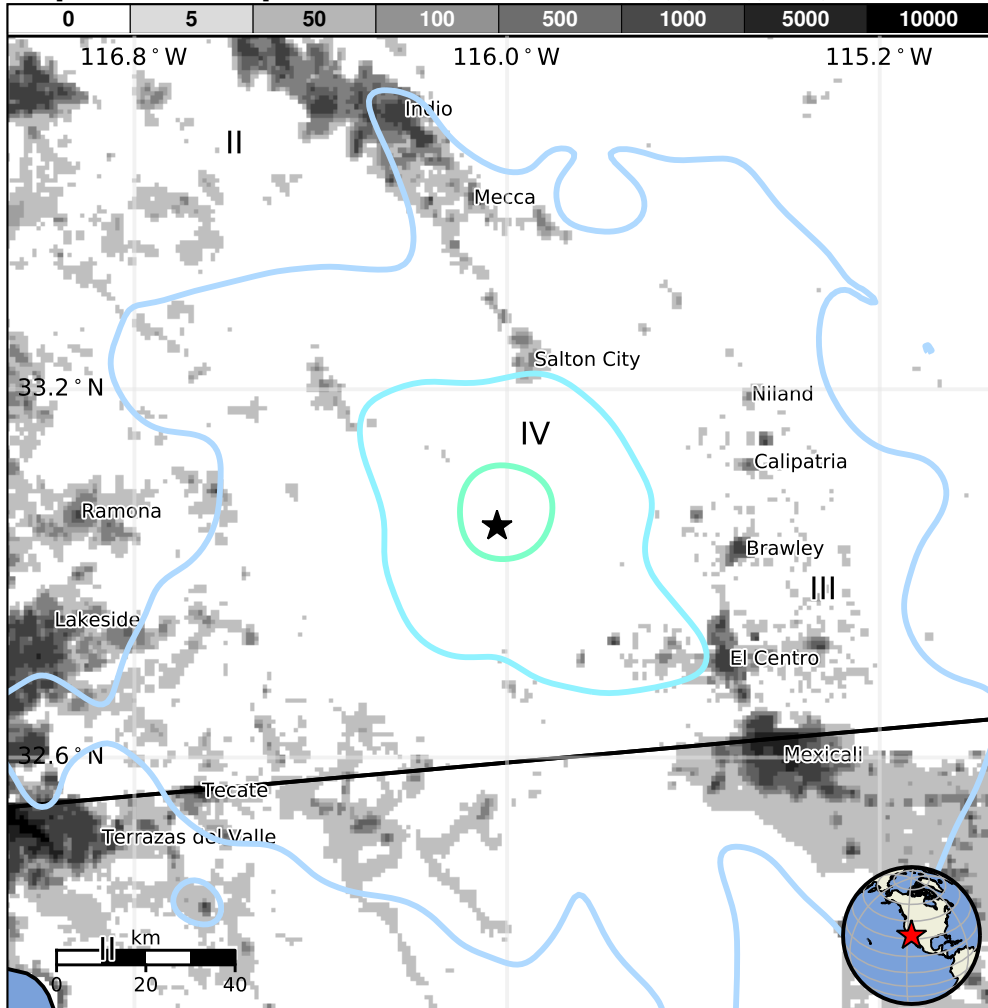 0 5 50 100 500 1000 5000 10000
116.8°W 116.0°W 115.2°W
Indio
II
Mecca
Salton City
33.2°N
Niland
IV
Calipatria
Ramona
Brawley
III
Lakeside
El Centro
32.6°N
Mexicali
Tecate
Terrazas del Valle
II
km
0 20 40